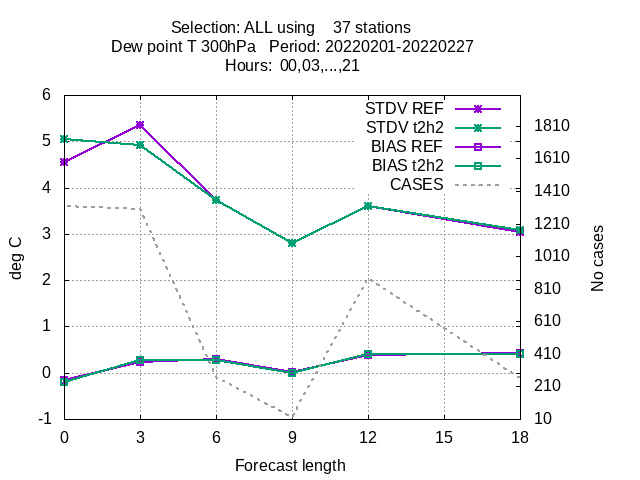 Selection: ALL using    37 stations
Dew point T 300hPa   Period: 20220201-20220227
Hours:  00,03,...,21
STDV REF
STDV t2h2
BIAS REF
BIAS t2h2
CASES
6
5
4
3
2
1
0
-1
deg C
1810
1610
1410
1210
1010
810
610
410
210
10
No cases
0 3 6 9 12 15 18
Forecast length